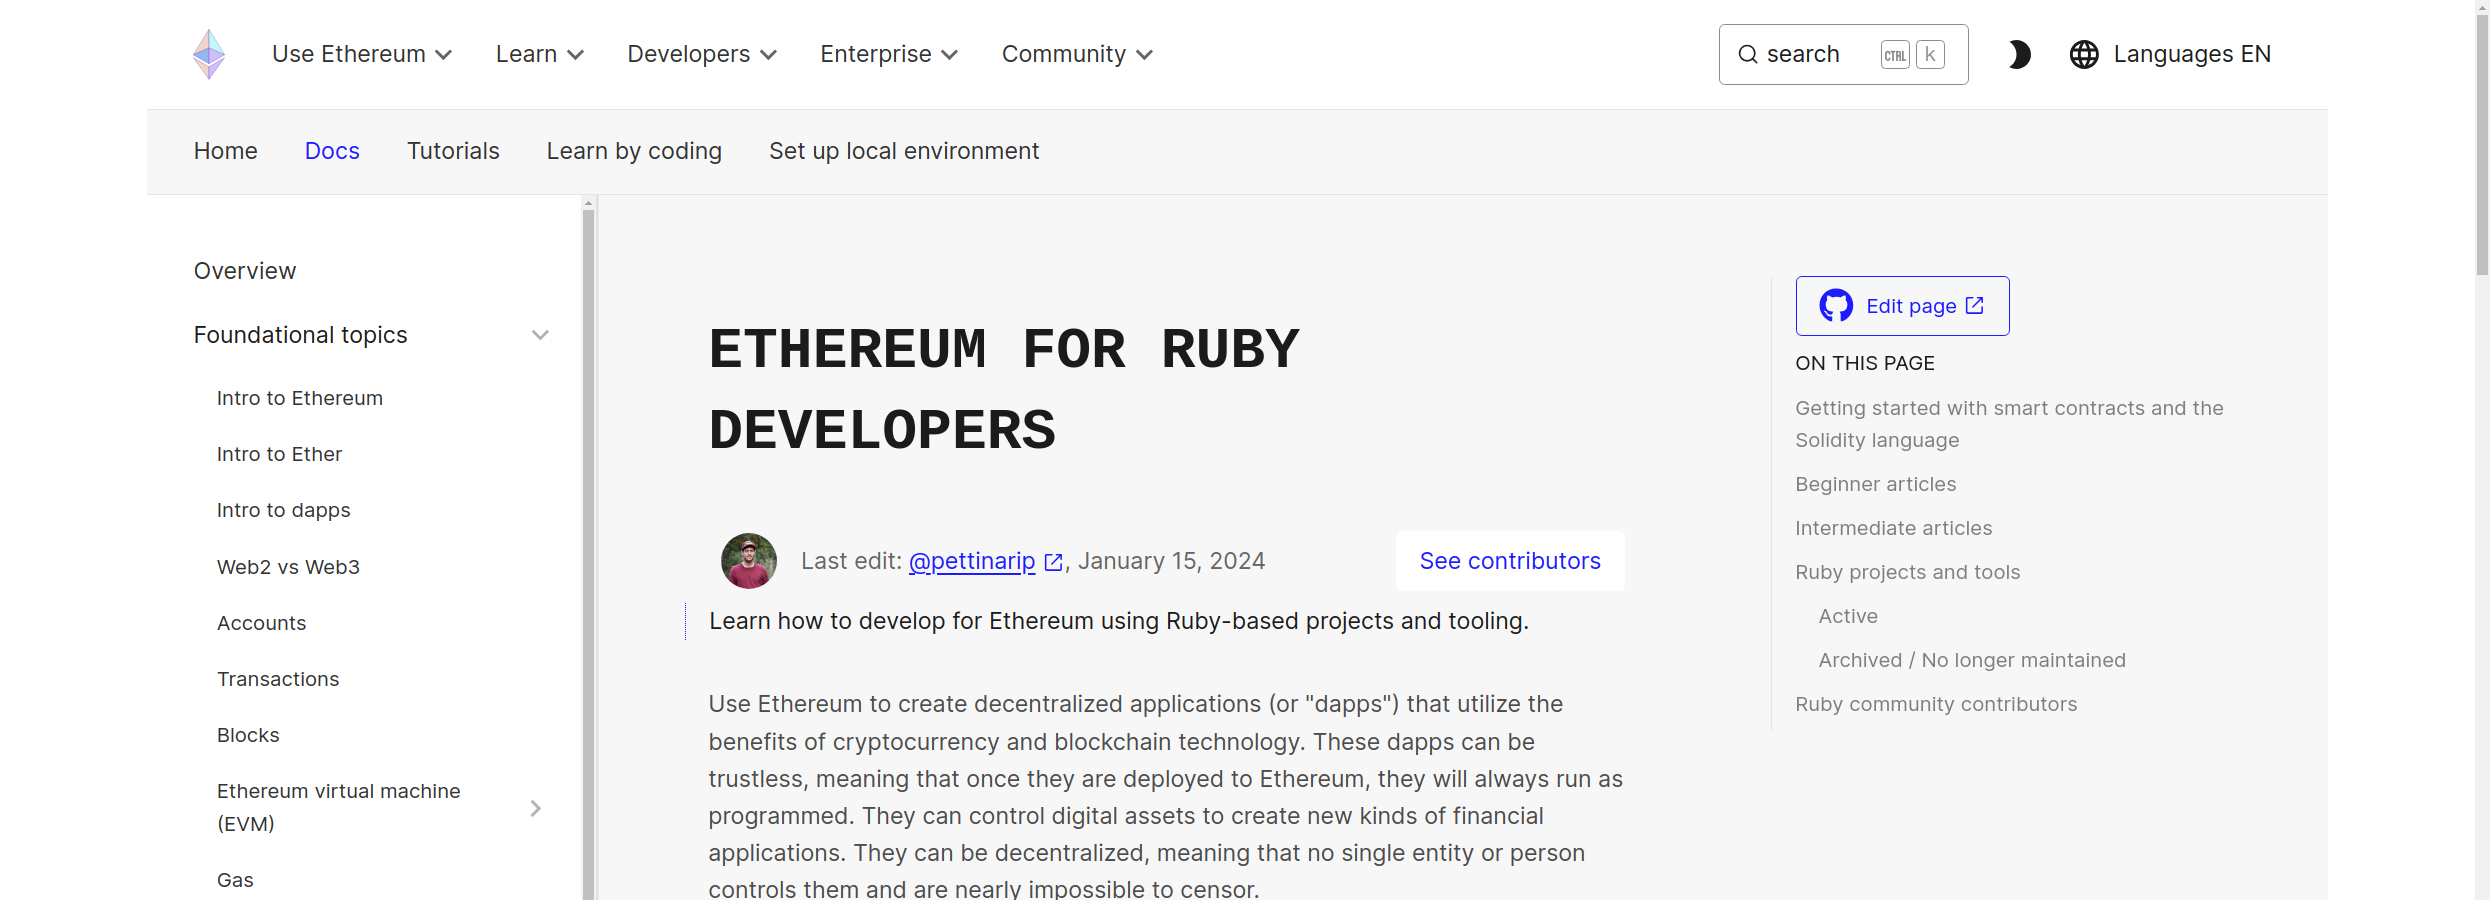 Use Ethereum Learn Developers Enterprise Community search CTRL k Languages EN
Home Docs Tutorials Learn by coding Set up local environment
Overview
Foundational topics
Intro to Ethereum
Intro to Ether
Intro to dapps
Web2 vs Web3
Accounts
Transactions
Blocks
Ethereum virtual machine
(EVM)
Gas
ETHEREUM FOR RUBY
DEVELOPERS
Last edit: @pettinarip , January 15, 2024 See contributors
Learn how to develop for Ethereum using Ruby-based projects and tooling.
Use Ethereum to create decentralized applications (or "dapps") that utilize the
benefits of cryptocurrency and blockchain technology. These dapps can be
trustless, meaning that once they are deployed to Ethereum, they will always run as
programmed. They can control digital assets to create new kinds of financial
applications. They can be decentralized, meaning that no single entity or person
controls them and are nearly impossible to censor.
Edit page
ON THIS PAGE
Getting started with smart contracts and the
Solidity language
Beginner articles
Intermediate articles
Ruby projects and tools
Active
Archived / No longer maintained
Ruby community contributors